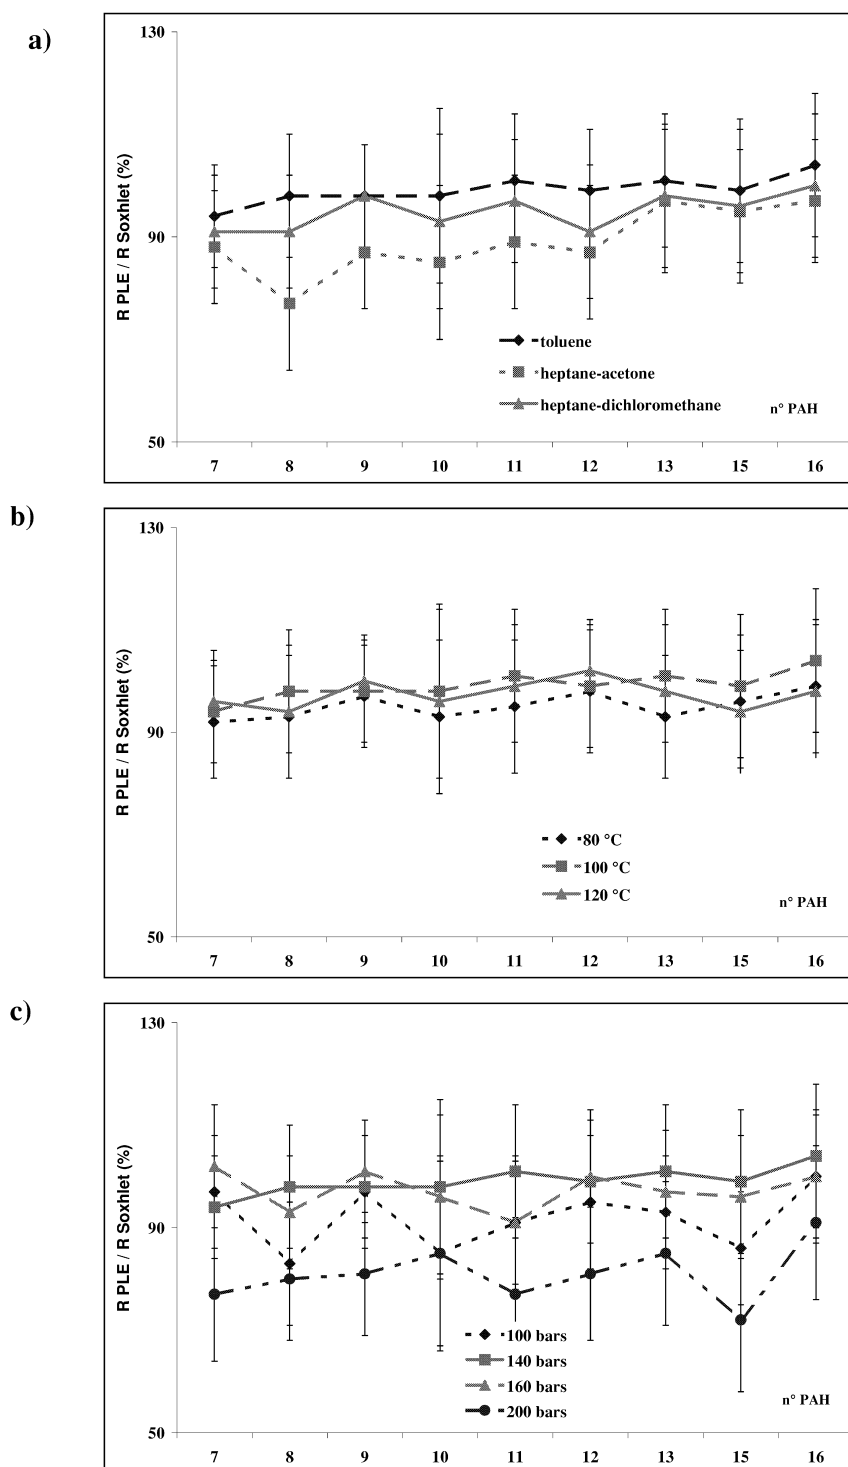 a)
130
R PLE / R Soxhlet (%)
90
toluene
heptane-acetone
heptane-dichloromethane
n° PAH
50
7 8 9 10 11 12 13 15 16
b)
130
R PLE / R Soxhlet (%)
90
80 °C
100 °C
120 °C
n° PAH
50
7 8 9 10 11 12 13 15 16
c)
130
R PLE / R Soxhlet (%)
90
100 bars
140 bars
160 bars
n° PAH
200 bars
50
7 8 9 10 11 12 13 15 16